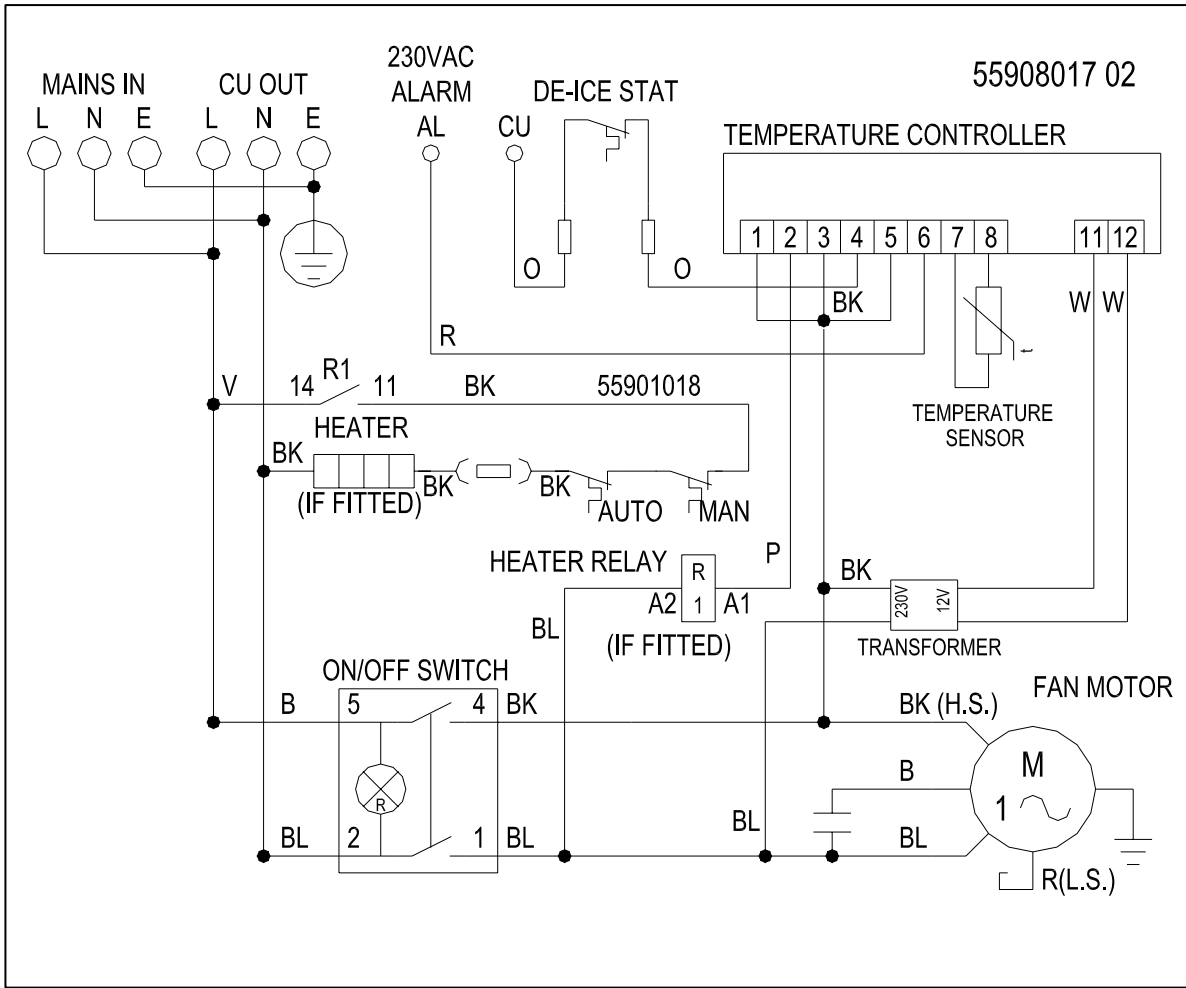 55908017 02
MAINS IN
CU OUT
L N E L N E
230VAC
ALARM
AL
CU
DE-ICE STAT
TEMPERATURE CONTROLLER
1 2 3 4 5 6 7 8 11 12
O
O
BK
W W
R
t
TEMPERATURE
SENSOR
V
14
R1
11
BK
55901018
HEATER
BK
(IF FITTED)
BK
BK
AUTO
MAN
HEATER RELAY
P
R
1
A2
A1
(IF FITTED)
BL
BK
230V
12V
TRANSFORMER
ON/OFF SWITCH
FAN MOTOR
B
5
4
BK
BK (H.S.)
R
B
M
1
BL
2
1
BL
BL
BL
R(L.S.)